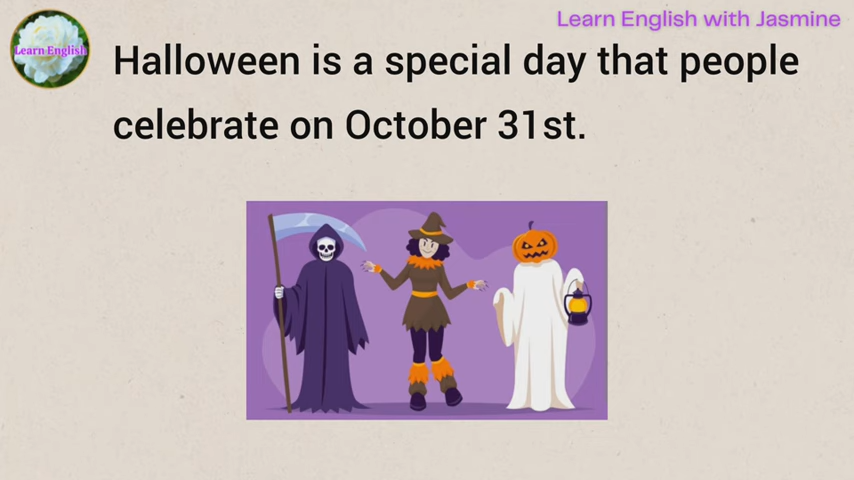 Learn English with Jasmine
Learn English
Halloween is a special day that people
celebrate on October 31st.